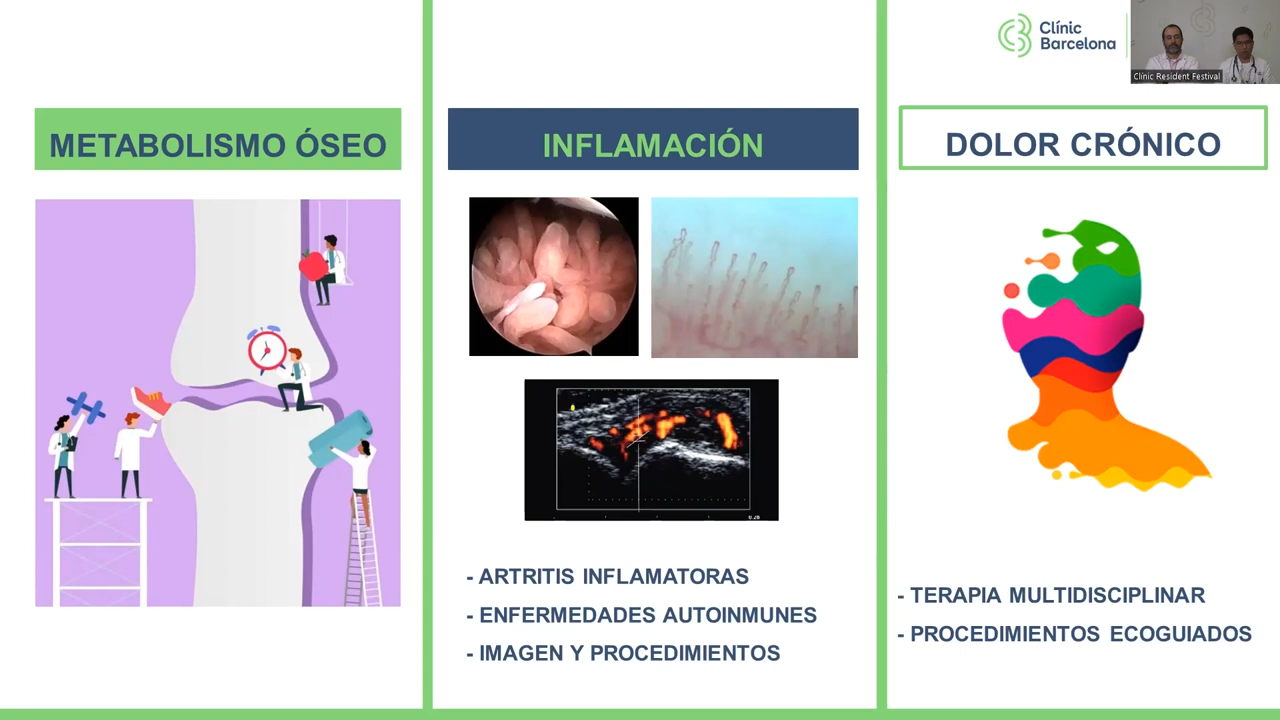 Clínic
Barcelona
Clínic Resident Festival
METABOLISMO ÓSEO
INFLAMACIÓN
DOLOR CRÓNICO
- ARTRITIS INFLAMATORAS
- ENFERMEDADES AUTOINMUNES
- IMAGEN Y PROCEDIMIENTOS
- TERAPIA MULTIDISCIPLINAR
- PROCEDIMIENTOS ECOGUIADOS